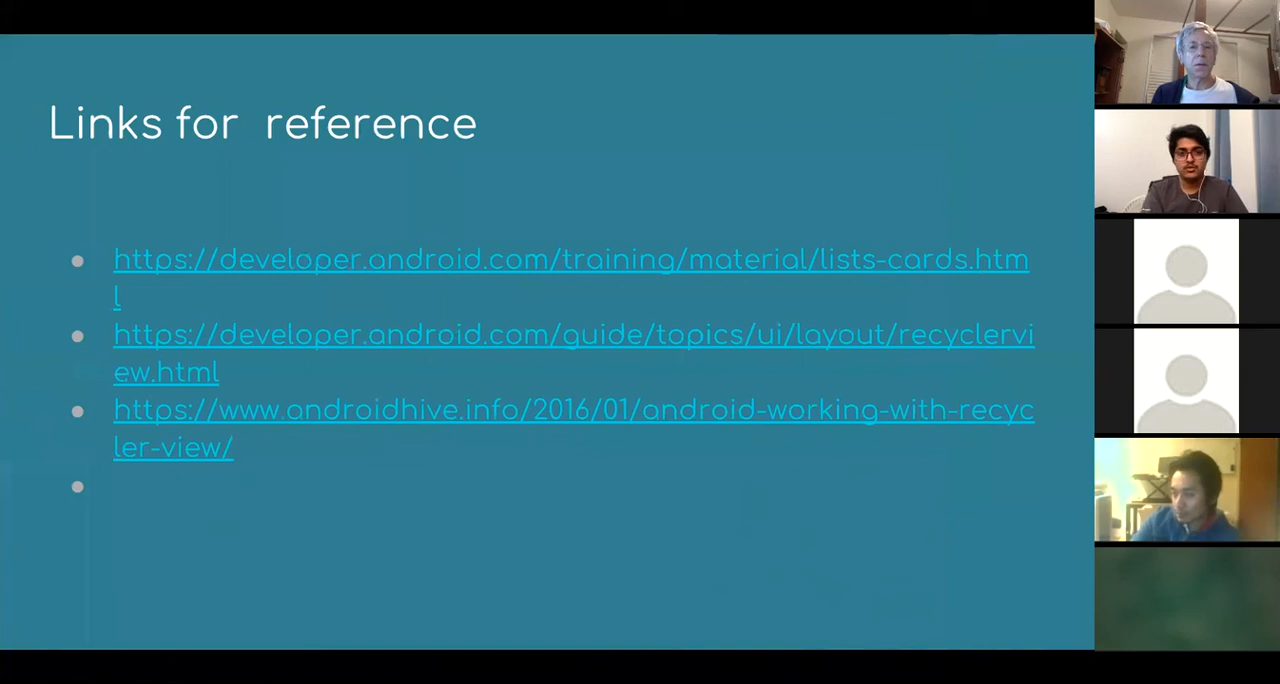 Links for  reference
https://developer.android.com/training/material/lists-cards.htm
l
https://developer.android.com/guide/topics/ui/layout/recyclervi
ew.html
https://www.androidhive.info/2016/01/android-working-with-recyc
ler-view/